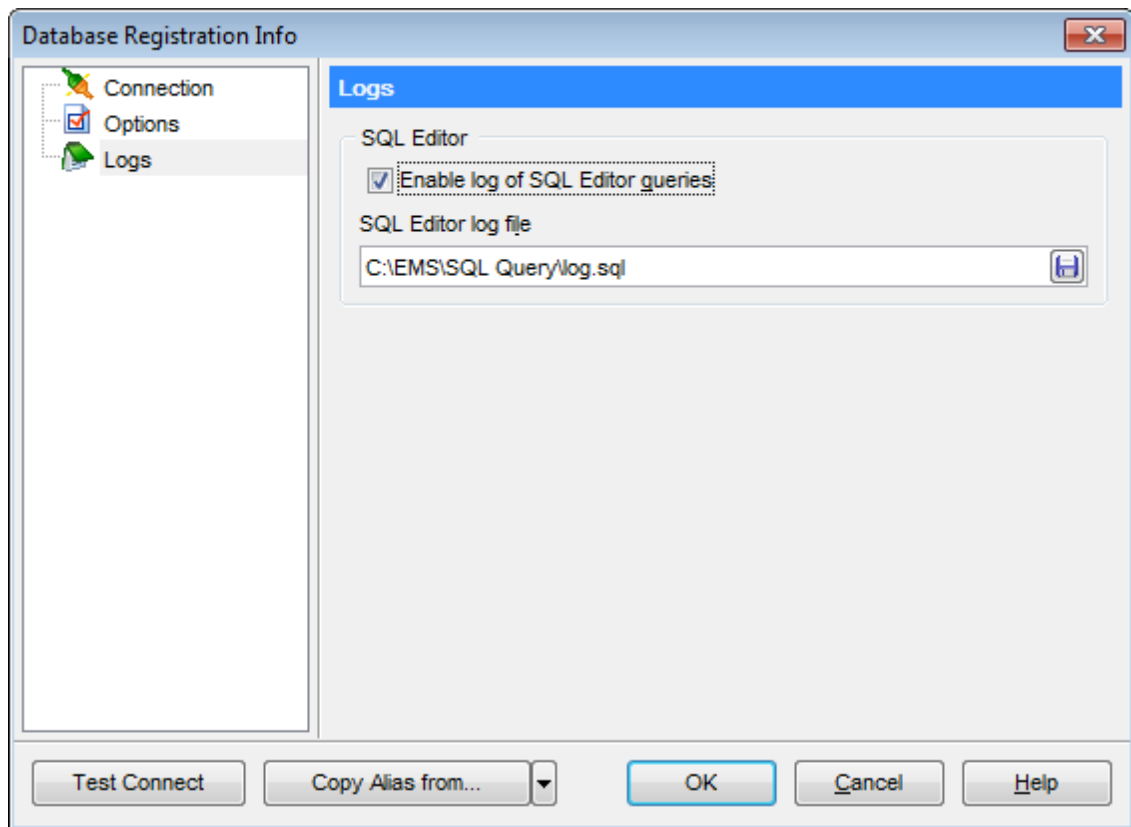 Database Registration Info
Connection
Options
Logs
Logs
SQL Editor
Enable log of SQL Editor queries
SQL Editor log file
C:\EMS\SQL Query\log.sql
Test Connect
Copy Alias from...
OK
Cancel
Help